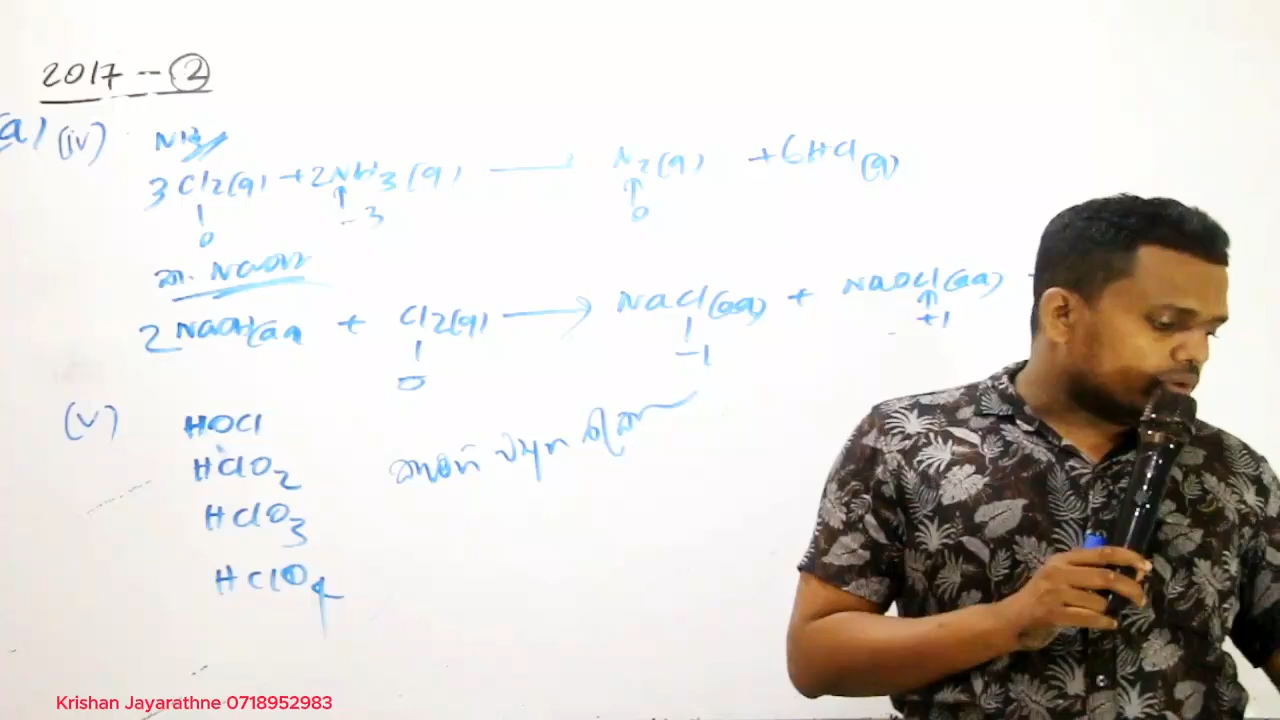 2017 -- ②
(a) (iv) NH3
3Cl2(g) + 2NH3(g) → N2(g) + 6HCl(g)
0 -3 0
ත. NaOH
2NaOH(aq + Cl2(g) → NaCl(aq) + NaOCl(aq) +
0 -1 +1
(v) HOCl
HClO2
HClO3
HClO4
Krishan Jayarathne 0718952983